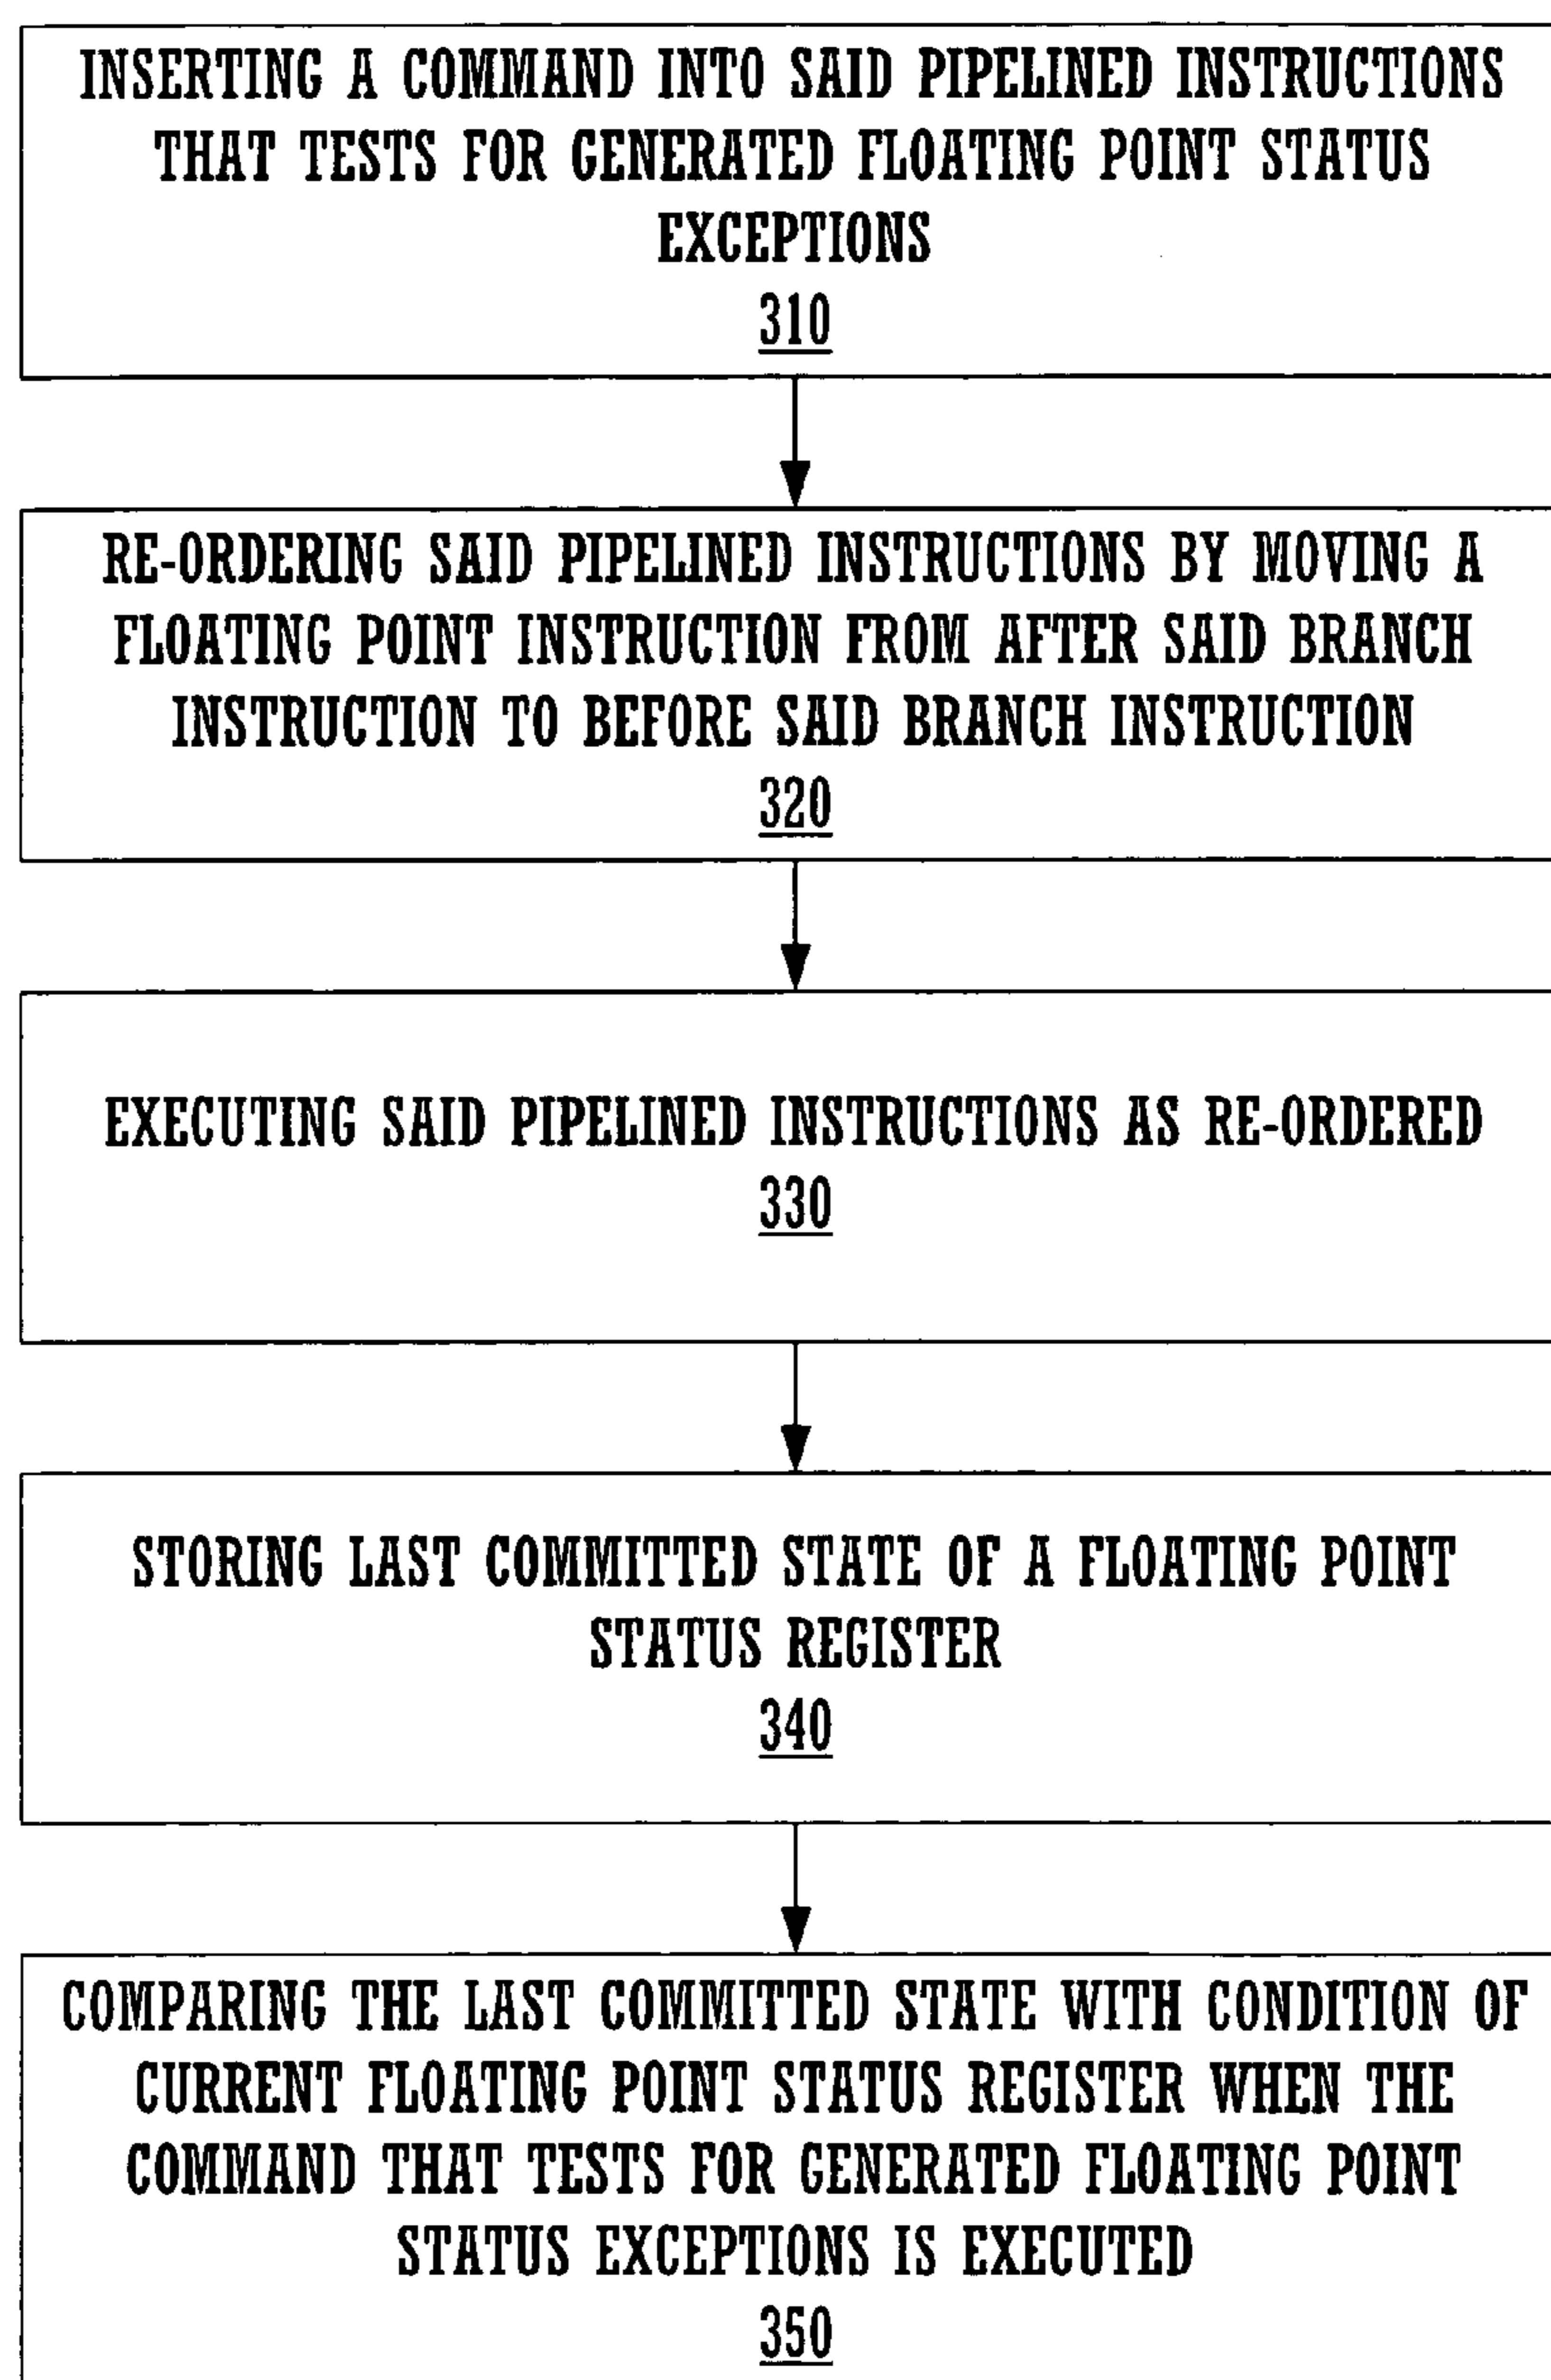 INSERTING A COMMAND INTO SAID PIPELINED INSTRUCTIONS
THAT TESTS FOR GENERATED FLOATING POINT STATUS
EXCEPTIONS
310
RE-ORDERING SAID PIPELINED INSTRUCTIONS BY MOVING A
FLOATING POINT INSTRUCTION FROM AFTER SAID BRANCH
INSTRUCTION TO BEFORE SAID BRANCH INSTRUCTION
320
EXECUTING SAID PIPELINED INSTRUCTIONS AS RE-ORDERED
330
STORING LAST COMMITTED STATE OF A FLOATING POINT
STATUS REGISTER
340
COMPARING THE LAST COMMITTED STATE WITH CONDITION OF
CURRENT FLOATING POINT STATUS REGISTER WHEN THE
COMMAND THAT TESTS FOR GENERATED FLOATING POINT
STATUS EXCEPTIONS IS EXECUTED
350